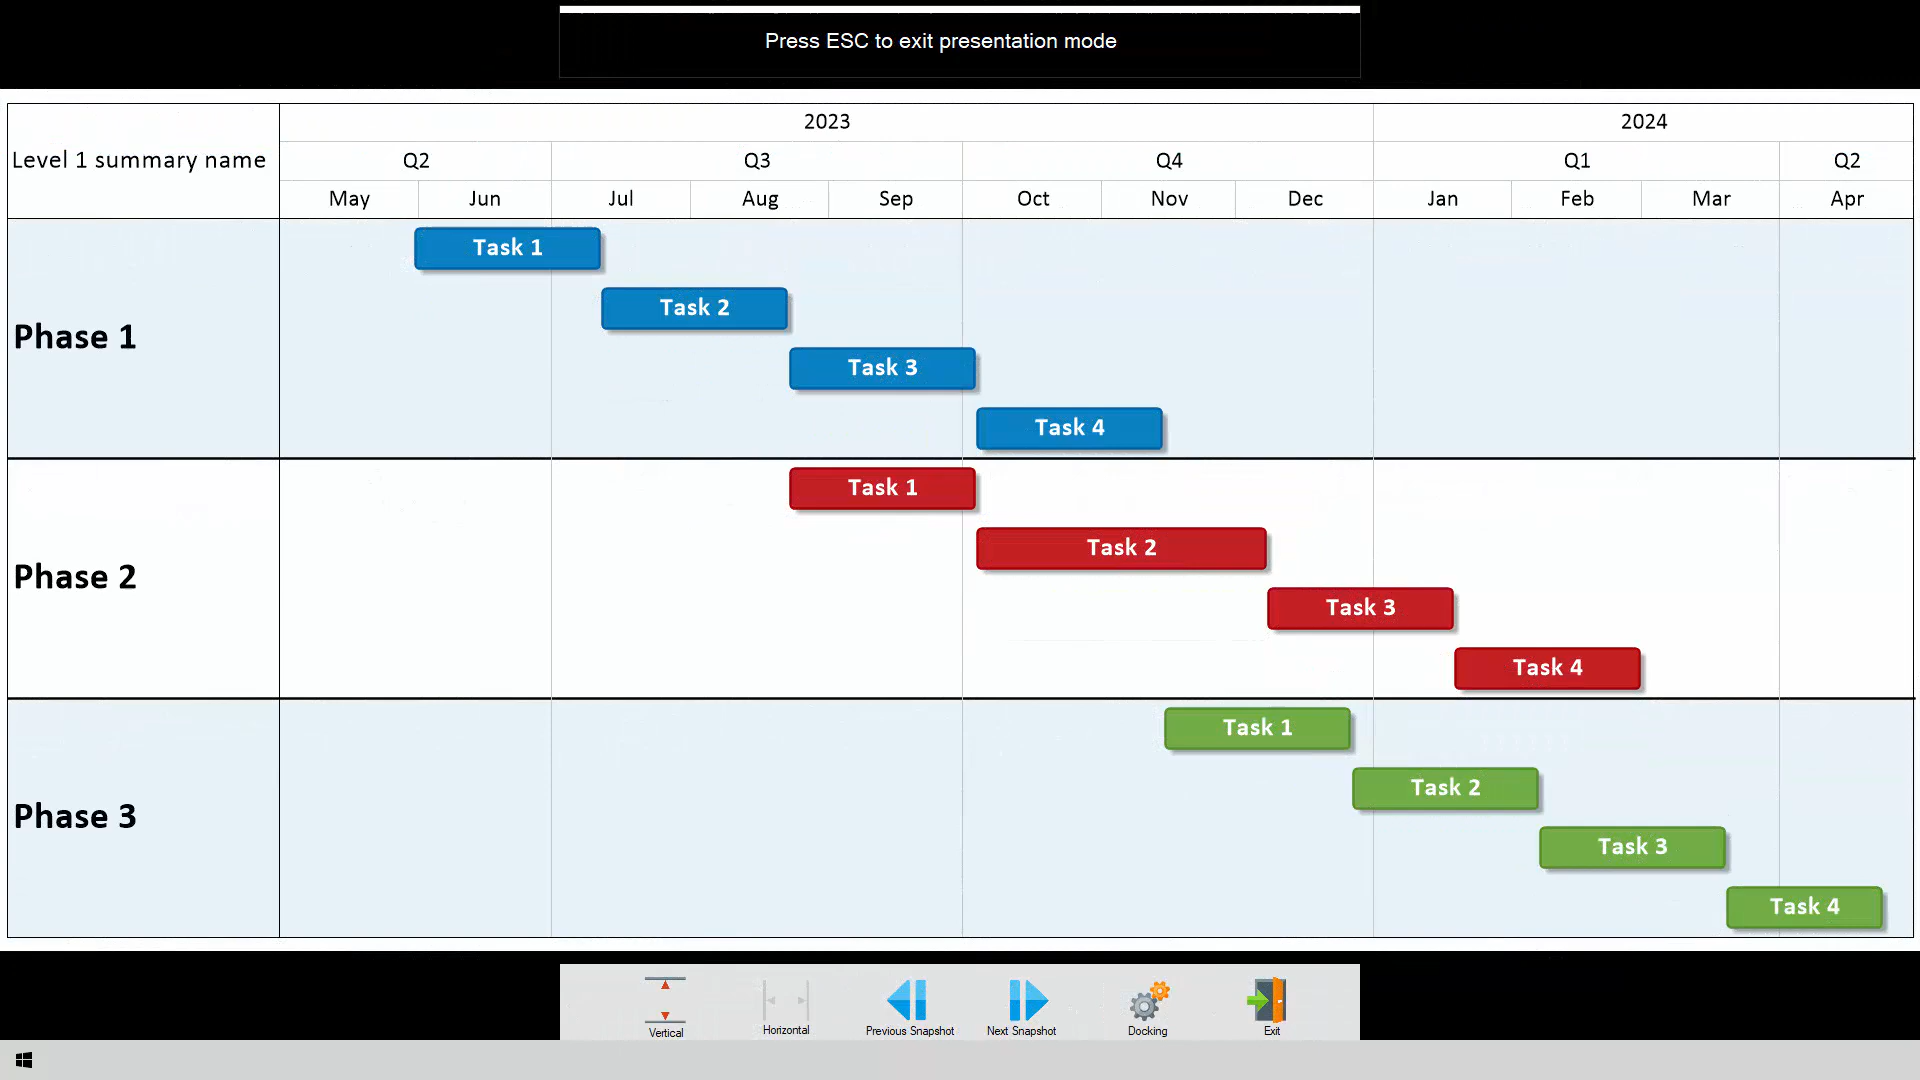 Press ESC to exit presentation mode
2023 2024
Level 1 summary name Q2 Q3 Q4 Q1 Q2
May Jun Jul Aug Sep Oct Nov Dec Jan Feb Mar Apr
Phase 1
Task 1
Task 2
Task 3
Task 4
Phase 2
Task 1
Task 2
Task 3
Task 4
Phase 3
Task 1
Task 2
Task 3
Task 4
Vertical Horizontal Previous Snapshot Next Snapshot Docking Exit